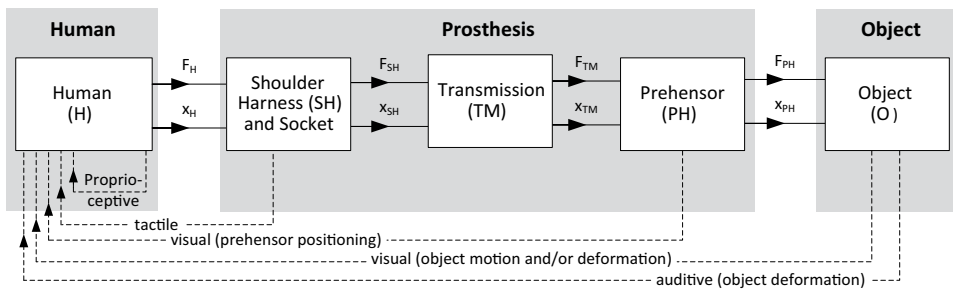 Human
Prosthesis
Object
Human
(H)
F_H
x_H
Shoulder
Harness (SH)
and Socket
F_SH
x_SH
Transmission
(TM)
F_TM
x_TM
Prehensor
(PH)
F_PH
x_PH
Object
(O )
Proprio-
ceptive
tactile
visual (prehensor positioning)
visual (object motion and/or deformation)
auditive (object deformation)